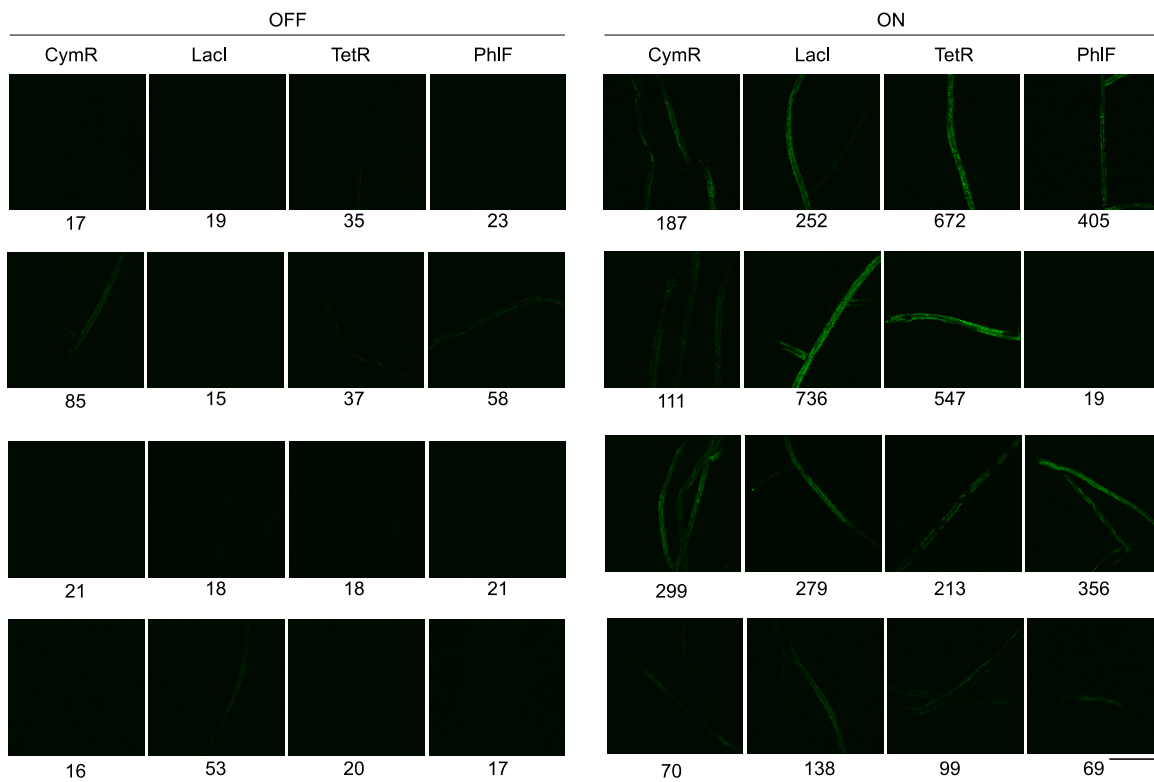 OFF ON
CymR LacI TetR PhlF CymR LacI TetR PhlF
17 19 35 23 187 252 672 405
85 15 37 58 111 736 547 19
21 18 18 21 299 279 213 356
16 53 20 17 70 138 99 69